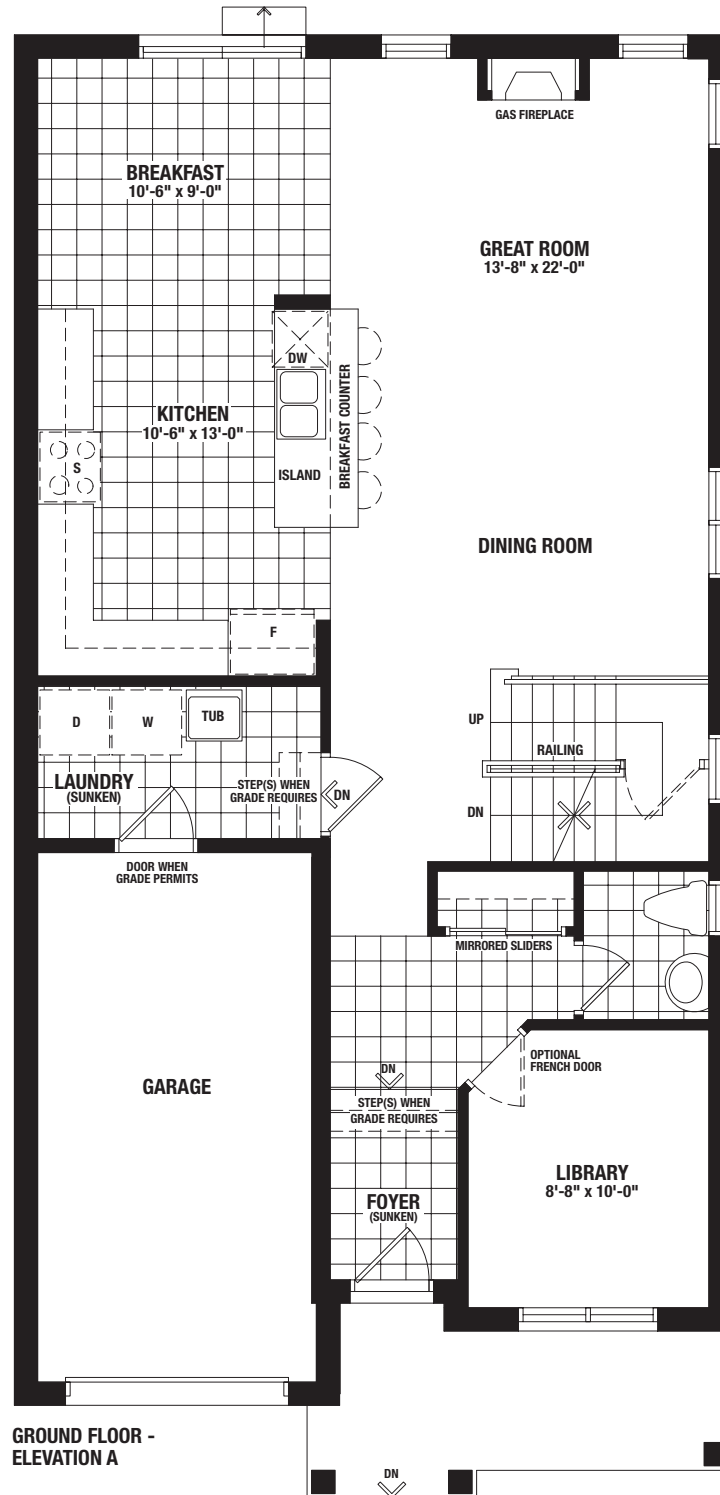 GAS FIREPLACE
BREAKFAST
10'-6" x 9'-0"
GREAT ROOM
13'-8" x 22'-0"
DW
BREAKFAST COUNTER
KITCHEN
10'-6" x 13'-0"
S
ISLAND
DINING ROOM
F
D
W
TUB
UP
RAILING
LAUNDRY
(SUNKEN)
STEP(S) WHEN
GRADE REQUIRES
DN
DN
DOOR WHEN
GRADE PERMITS
MIRRORED SLIDERS
OPTIONAL
FRENCH DOOR
DN
GARAGE
STEP(S) WHEN
GRADE REQUIRES
LIBRARY
8'-8" x 10'-0"
FOYER
(SUNKEN)
GROUND FLOOR -
ELEVATION A
DN